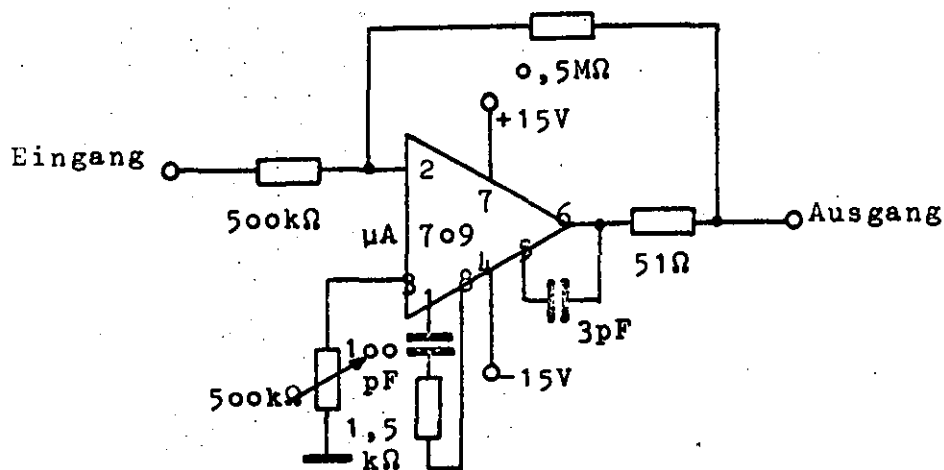 o,5MΩ
+15V
Eingang
2
7
500kΩ
µA 7o9
6
Ausgang
51Ω
3
1
8
4
5
3pF
1oo
pF
-15V
5ookΩ
1,5
kΩ